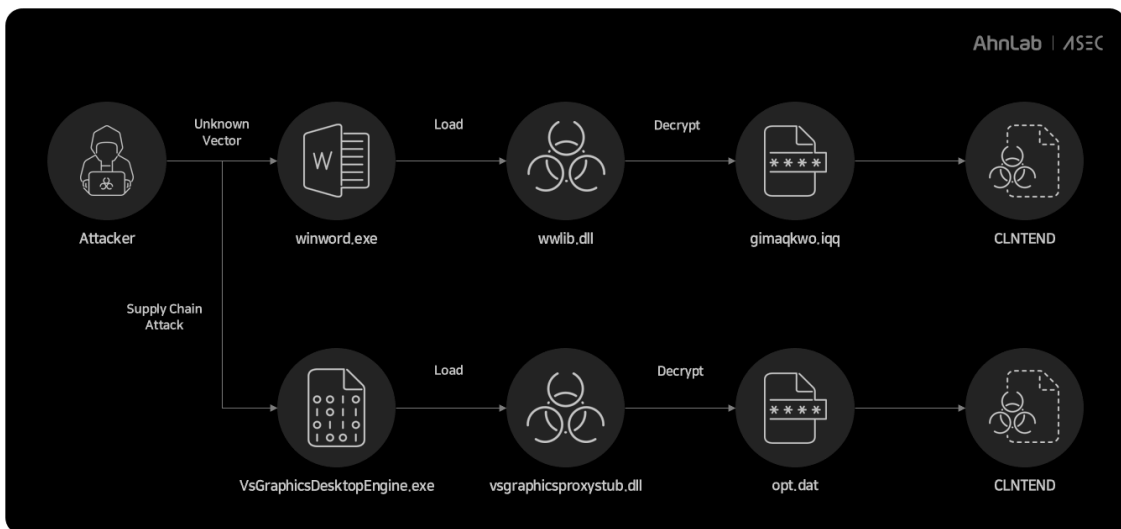 AhnLab | ASEC
Unknown
Vector
Load
Decrypt
W
* * * *
Attacker
winword.exe
wwlib.dll
gimaqkwo.iqq
CLNTEND
Supply Chain
Attack
Load
Decrypt
* * * *
VsGraphicsDesktopEngine.exe
vsgraphicsproxystub.dll
opt.dat
CLNTEND